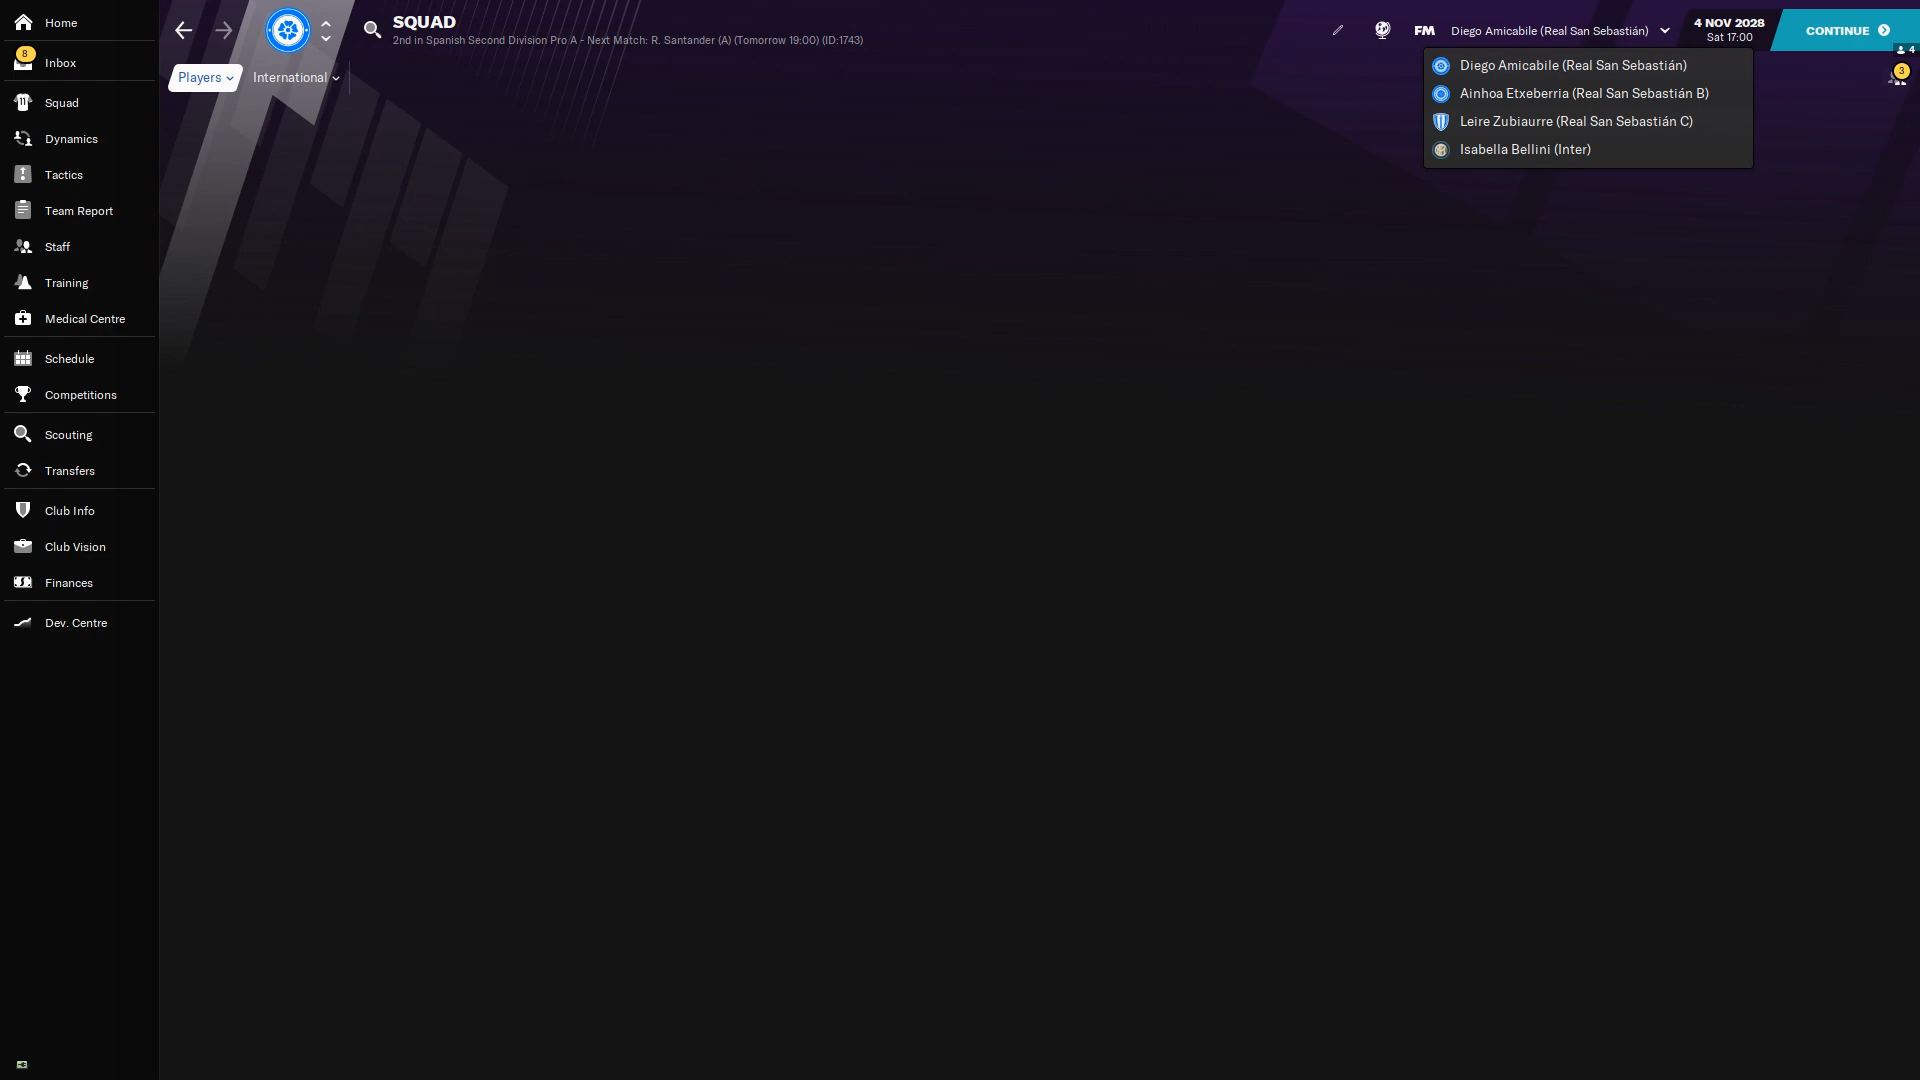 Home
8
Inbox
Squad
Dynamics
Tactics
Team Report
Staff
Training
Medical Centre
Schedule
Competitions
Scouting
Transfers
Club Info
Club Vision
Finances
Dev. Centre
SQUAD
2nd in Spanish Second Division Pro A - Next Match: R. Santander (A) (Tomorrow 19:00) (ID:1743)
Players
International
FM
Diego Amicabile (Real San Sebastián)
4 NOV 2028
Sat 17:00
CONTINUE
4
3
Diego Amicabile (Real San Sebastián)
Ainhoa Etxeberria (Real San Sebastián B)
Leire Zubiaurre (Real San Sebastián C)
Isabella Bellini (Inter)